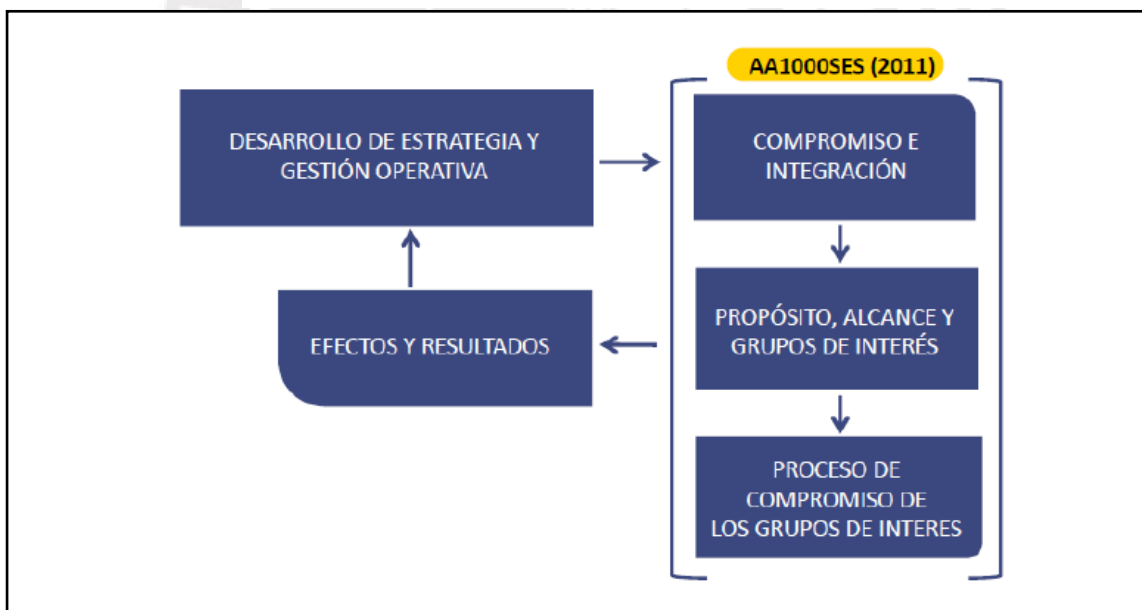 AA1000SES (2011)
DESARROLLO DE ESTRATEGIA Y
GESTIÓN OPERATIVA
COMPROMISO E
INTEGRACIÓN
PROPÓSITO, ALCANCE Y
GRUPOS DE INTERÉS
EFECTOS Y RESULTADOS
PROCESO DE
COMPROMISO DE
LOS GRUPOS DE INTERES